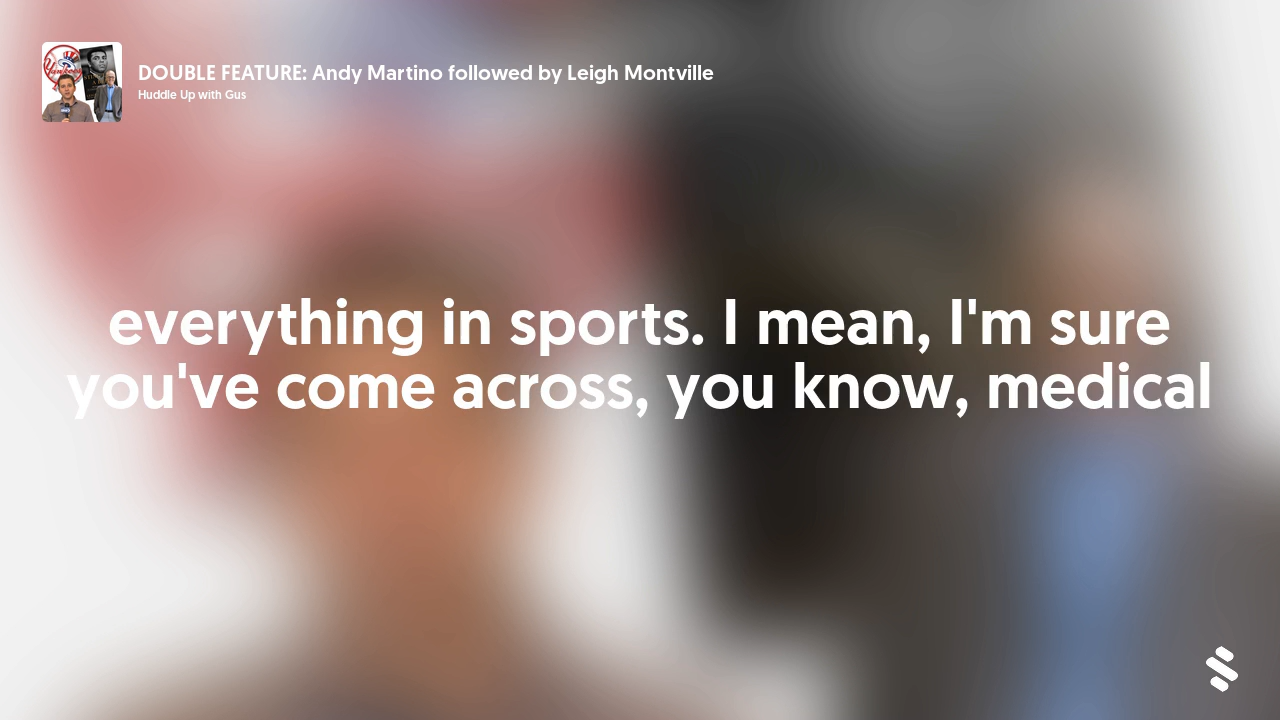 DOUBLE FEATURE: Andy Martino followed by Leigh Montville
Huddle Up with Gus
everything in sports. I mean, I'm sure
you've come across, you know, medical